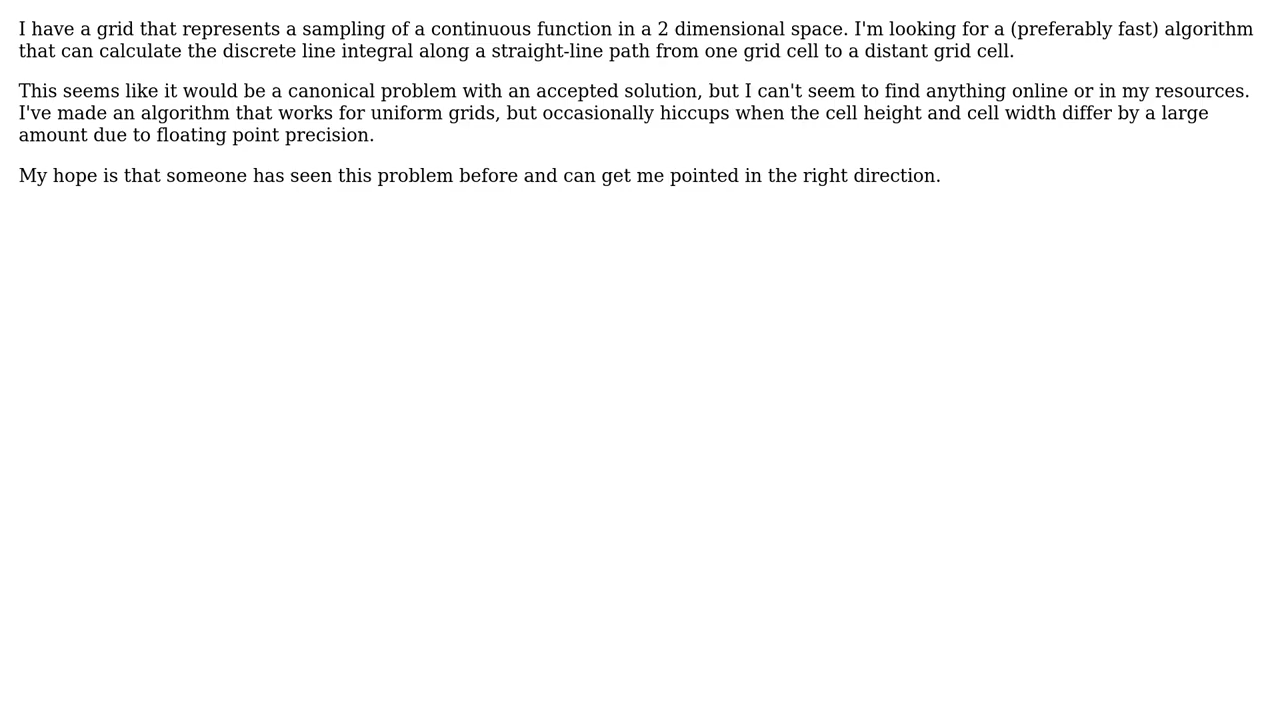 I have a grid that represents a sampling of a continuous function in a 2 dimensional space. I'm looking for a (preferably fast) algorithm
that can calculate the discrete line integral along a straight-line path from one grid cell to a distant grid cell.
This seems like it would be a canonical problem with an accepted solution, but I can't seem to find anything online or in my resources.
I've made an algorithm that works for uniform grids, but occasionally hiccups when the cell height and cell width differ by a large
amount due to floating point precision.
My hope is that someone has seen this problem before and can get me pointed in the right direction.